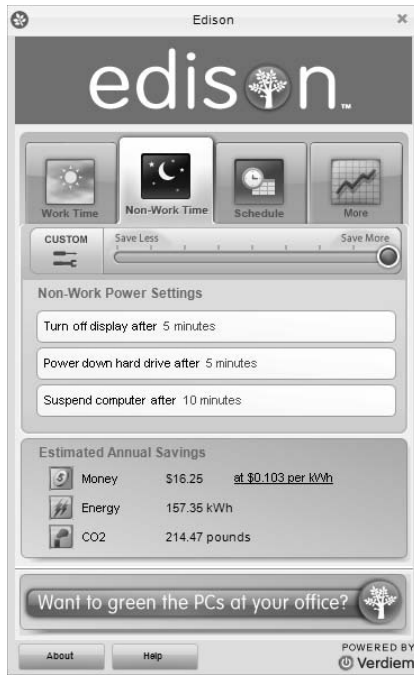 Edison
edison™
Work Time
Non-Work Time
Schedule
More
CUSTOM
Save Less
Save More
Non-Work Power Settings
Turn off display after 5 minutes
Power down hard drive after 5 minutes
Suspend computer after 10 minutes
Estimated Annual Savings
Money $16.25 at $0.103 per kWh
Energy 157.35 kWh
CO2 214.47 pounds
Want to green the PCs at your office?
About
Help
POWERED BY
Verdiem